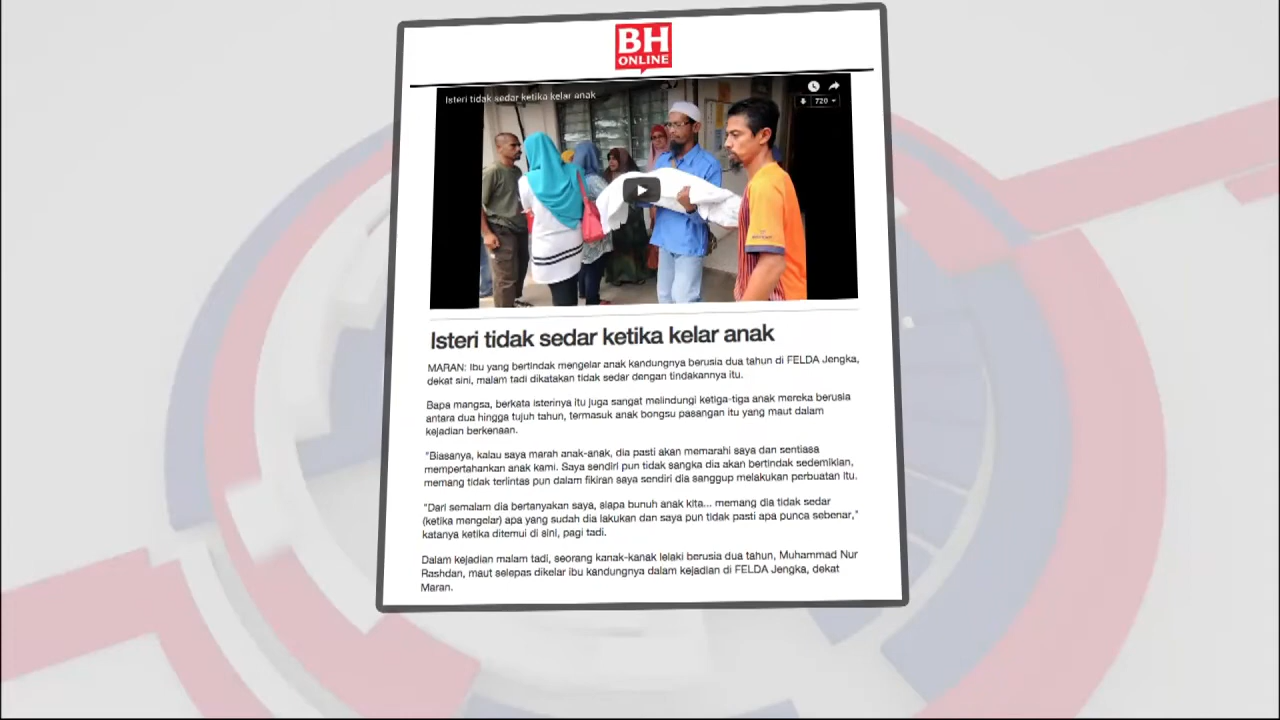 BH
ONLINE
Isteri tidak sedar ketika kelar anak
720
Isteri tidak sedar ketika kelar anak
MARAN: Ibu yang bertindak mengelar anak kandungnya berusia dua tahun di FELDA Jengka,
dekat sini, malam tadi dikatakan tidak sedar dengan tindakannya itu.
Bapa mangsa, berkata isterinya itu juga sangat melindungi ketiga-tiga anak mereka berusia
antara dua hingga tujuh tahun, termasuk anak bongsu pasangan itu yang maut dalam
kejadian berkenaan.
"Biasanya, kalau saya marah anak-anak, dia pasti akan memarahi saya dan sentiasa
mempertahankan anak kami. Saya sendiri pun tidak sangka dia akan bertindak sedemikian,
memang tidak terlintas pun dalam fikiran saya sendiri dia sanggup melakukan perbuatan itu.
"Dari semalam dia bertanyakan saya, siapa bunuh anak kita... memang dia tidak sedar
(ketika mengelar) apa yang sudah dia lakukan dan saya pun tidak pasti apa punca sebenar,"
katanya ketika ditemui di sini, pagi tadi.
Dalam kejadian malam tadi, seorang kanak-kanak lelaki berusia dua tahun, Muhammad Nur
Rashdan, maut selepas dikelar ibu kandungnya dalam kejadian di FELDA Jengka, dekat
Maran.